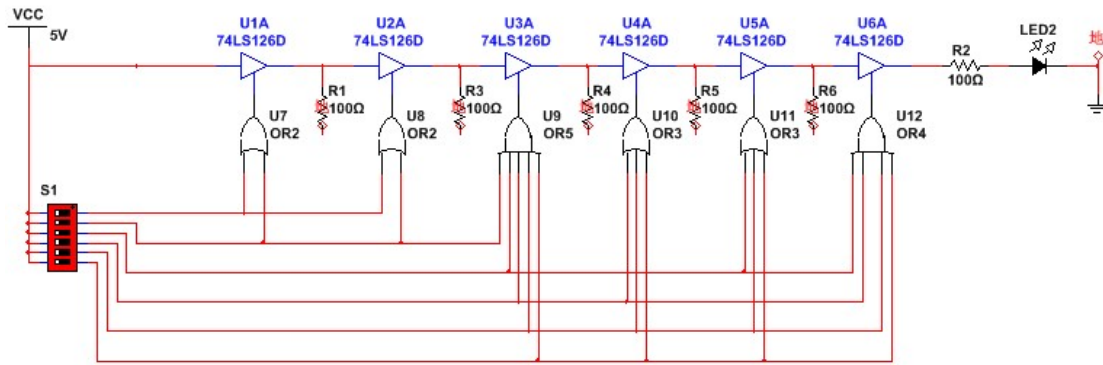 VCC
5V
U1A
74LS126D
U2A
74LS126D
U3A
74LS126D
U4A
74LS126D
U5A
74LS126D
U6A
74LS126D
R2
100Ω
LED2
地
R1
100Ω
R3
100Ω
R4
100Ω
R5
100Ω
R6
100Ω
U7
OR2
U8
OR2
U9
OR5
U10
OR3
U11
OR3
U12
OR4
S1